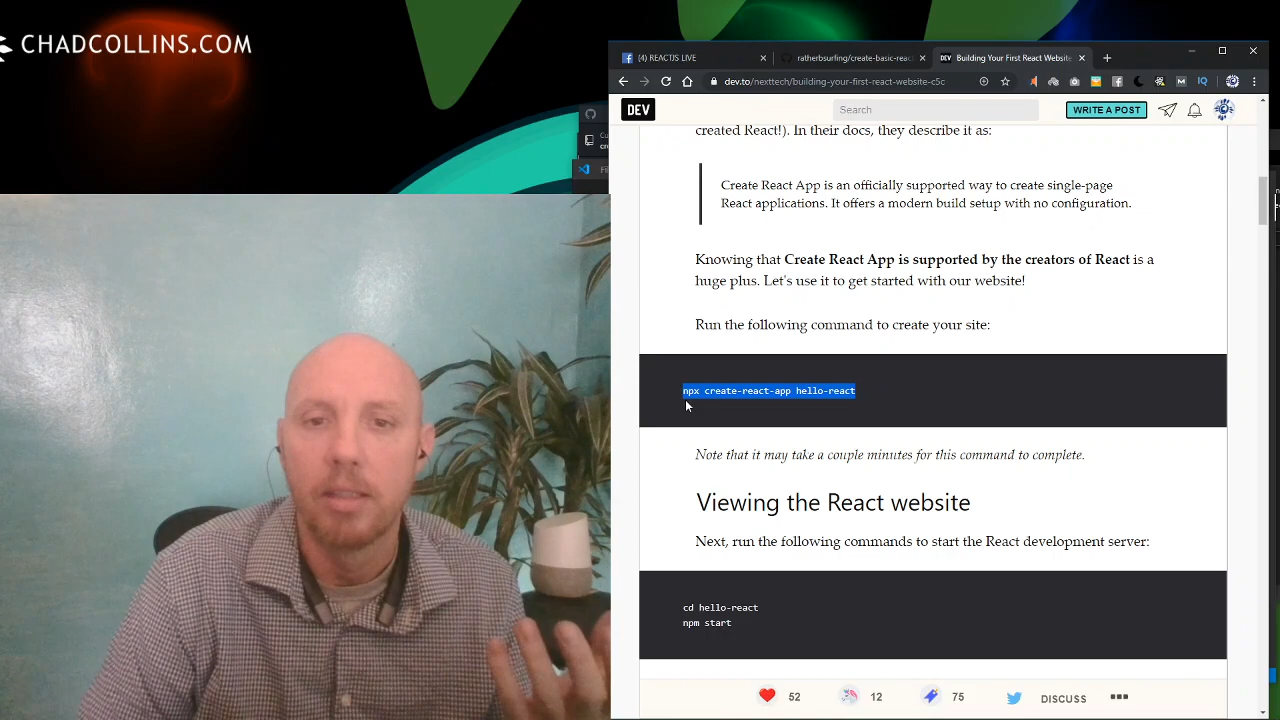 CHADCOLLINS.COM
(4) REACTJS LIVE
ratherbsurfing/create-basic-react
Building Your First React Website
dev.to/nexttech/building-your-first-react-website-c5c
DEV
Search
WRITE A POST
created React!). In their docs, they describe it as:
Create React App is an officially supported way to create single-page
React applications. It offers a modern build setup with no configuration.
Knowing that Create React App is supported by the creators of React is a
huge plus. Let's use it to get started with our website!
Run the following command to create your site:
npx create-react-app hello-react
Note that it may take a couple minutes for this command to complete.
Viewing the React website
Next, run the following commands to start the React development server:
cd hello-react
npm start
52
12
75
DISCUSS